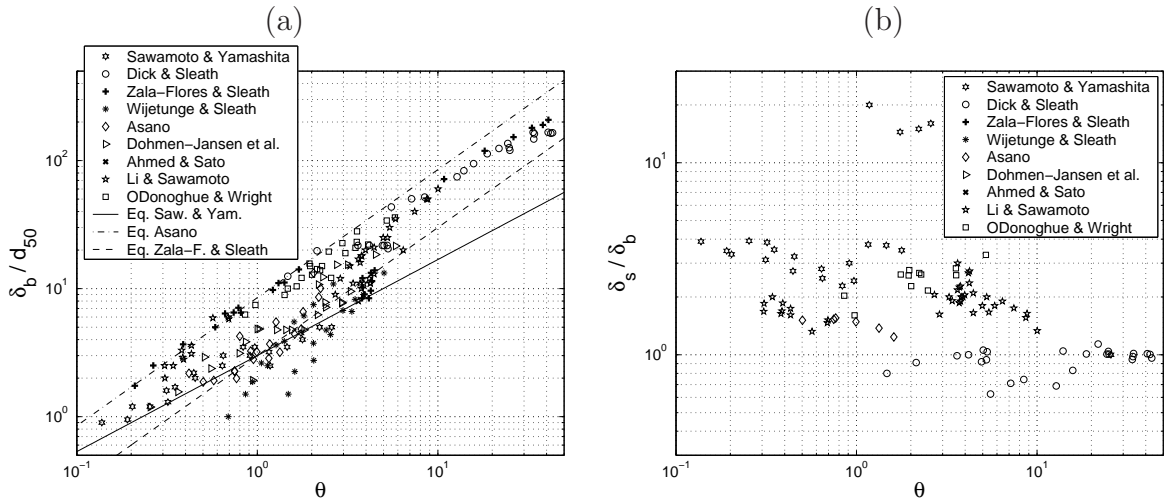 (a)
Sawamoto & Yamashita
Dick & Sleath
Zala−Flores & Sleath
Wijetunge & Sleath
Asano
Dohmen−Jansen et al.
Ahmed & Sato
Li & Sawamoto
ODonoghue & Wright
Eq. Saw. & Yam.
Eq. Asano
Eq. Zala−F. & Sleath
δb / d50
10^2
10^1
10^0
10^−1
10^0
10^1
θ
(b)
Sawamoto & Yamashita
Dick & Sleath
Zala−Flores & Sleath
Wijetunge & Sleath
Asano
Dohmen−Jansen et al.
Ahmed & Sato
Li & Sawamoto
ODonoghue & Wright
δs / δb
10^1
10^0
10^−1
10^0
10^1
θ